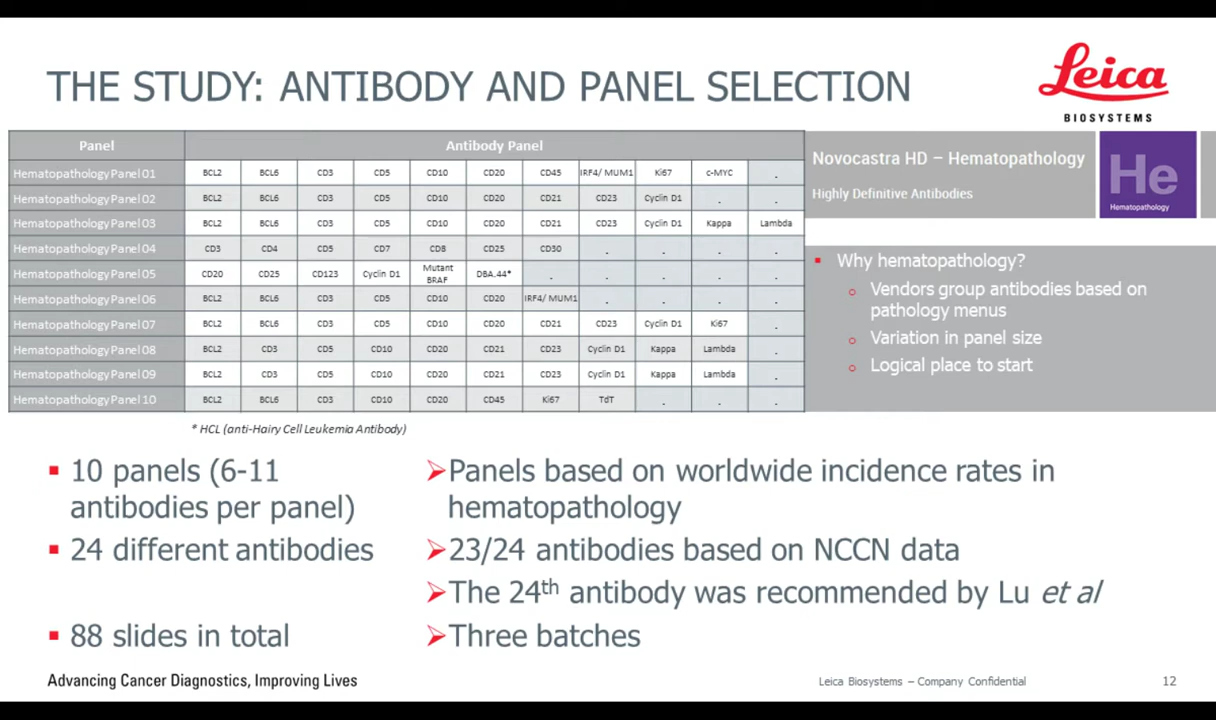 THE STUDY: ANTIBODY AND PANEL SELECTION
Leica
BIOSYSTEMS
Panel Antibody Panel
Hematopathology Panel 01 BCL2 BCL6 CD3 CD5 CD10 CD20 CD45 IRF4/ MUM1 Ki67 c-MYC .
Hematopathology Panel 02 BCL2 BCL6 CD3 CD5 CD10 CD20 CD21 CD23 Cyclin D1 . .
Hematopathology Panel 03 BCL2 BCL6 CD3 CD5 CD10 CD20 CD21 CD23 Cyclin D1 Kappa Lambda
Hematopathology Panel 04 CD3 CD4 CD5 CD7 CD8 CD25 CD30 . . . .
Hematopathology Panel 05 CD20 CD25 CD123 Cyclin D1 Mutant BRAF DBA.44* . . . . .
Hematopathology Panel 06 BCL2 BCL6 CD3 CD5 CD10 CD20 IRF4/ MUM1 . . . .
Hematopathology Panel 07 BCL2 BCL6 CD3 CD5 CD10 CD20 CD21 CD23 Cyclin D1 Ki67 .
Hematopathology Panel 08 BCL2 CD3 CD5 CD10 CD20 CD21 CD23 Cyclin D1 Kappa Lambda .
Hematopathology Panel 09 BCL2 CD3 CD5 CD10 CD20 CD21 CD23 Cyclin D1 Kappa Lambda .
Hematopathology Panel 10 BCL2 BCL6 CD3 CD10 CD20 CD45 Ki67 TdT . . .
* HCL (anti-Hairy Cell Leukemia Antibody)
Novocastra HD – Hematopathology
Highly Definitive Antibodies
He
Hematopathology
Why hematopathology?
Vendors group antibodies based on
pathology menus
Variation in panel size
Logical place to start
10 panels (6-11
antibodies per panel)
24 different antibodies
88 slides in total
Panels based on worldwide incidence rates in
hematopathology
23/24 antibodies based on NCCN data
The 24th antibody was recommended by Lu et al
Three batches
Advancing Cancer Diagnostics, Improving Lives
Leica Biosystems – Company Confidential
12